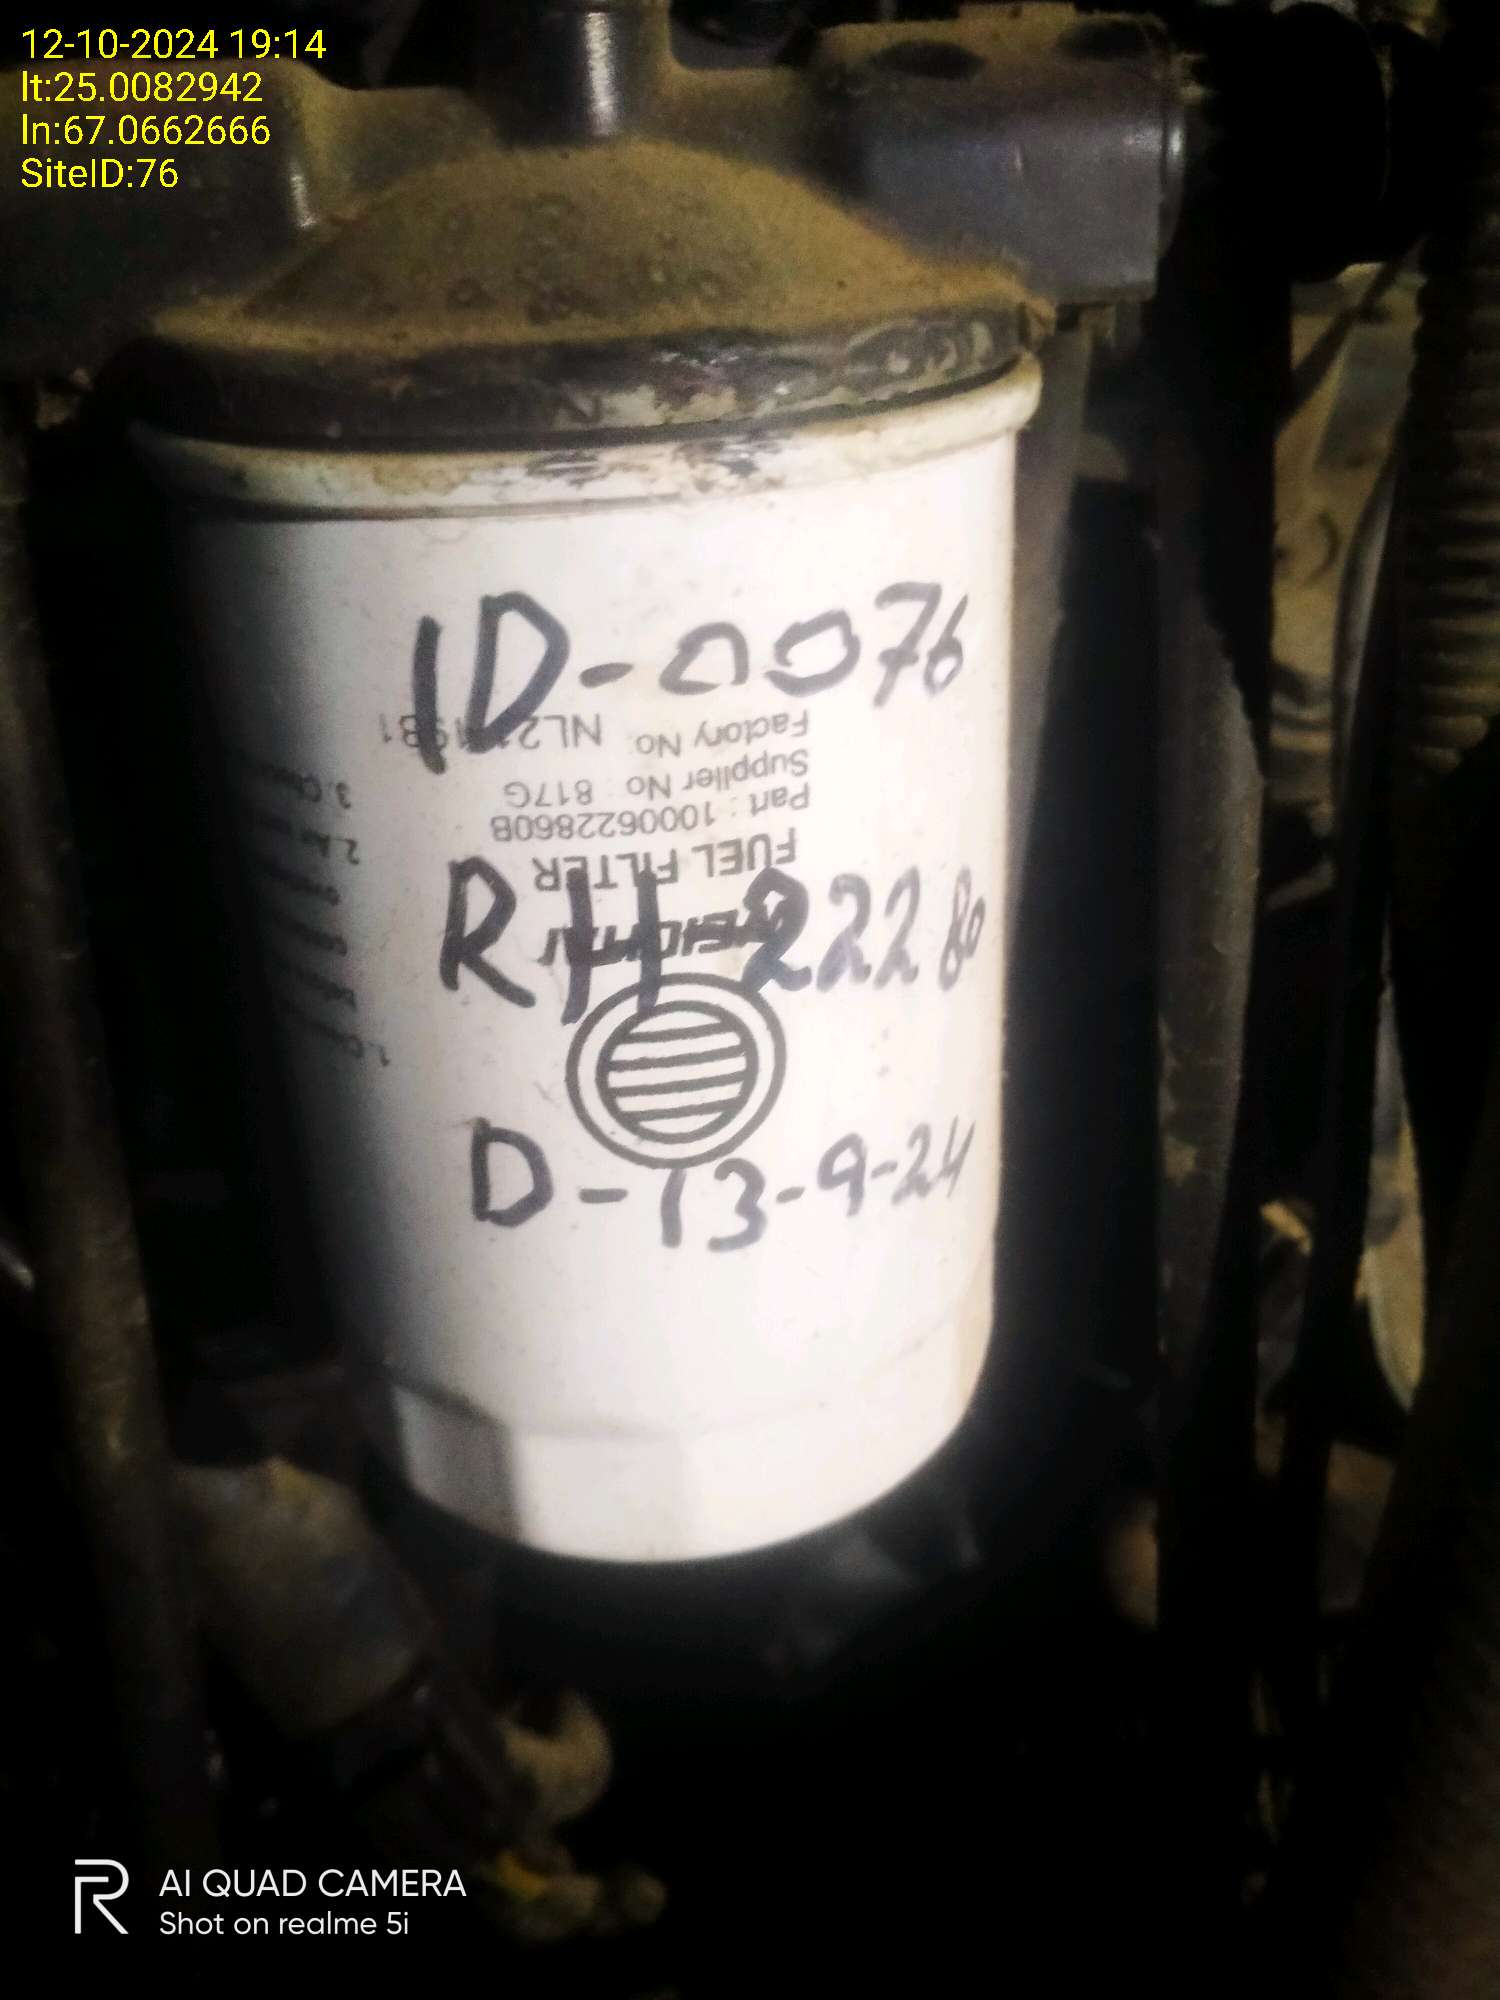 12-10-2024 19:14
lt:25.0082942
ln:67.0662666
SiteID:76
ID-0076
RH 22280
D-13-9-24
WEICHAI
FUEL FILTER
Part : 1000622860B
Supplier No : 817G
Factory No:
AI QUAD CAMERA
Shot on realme 5i